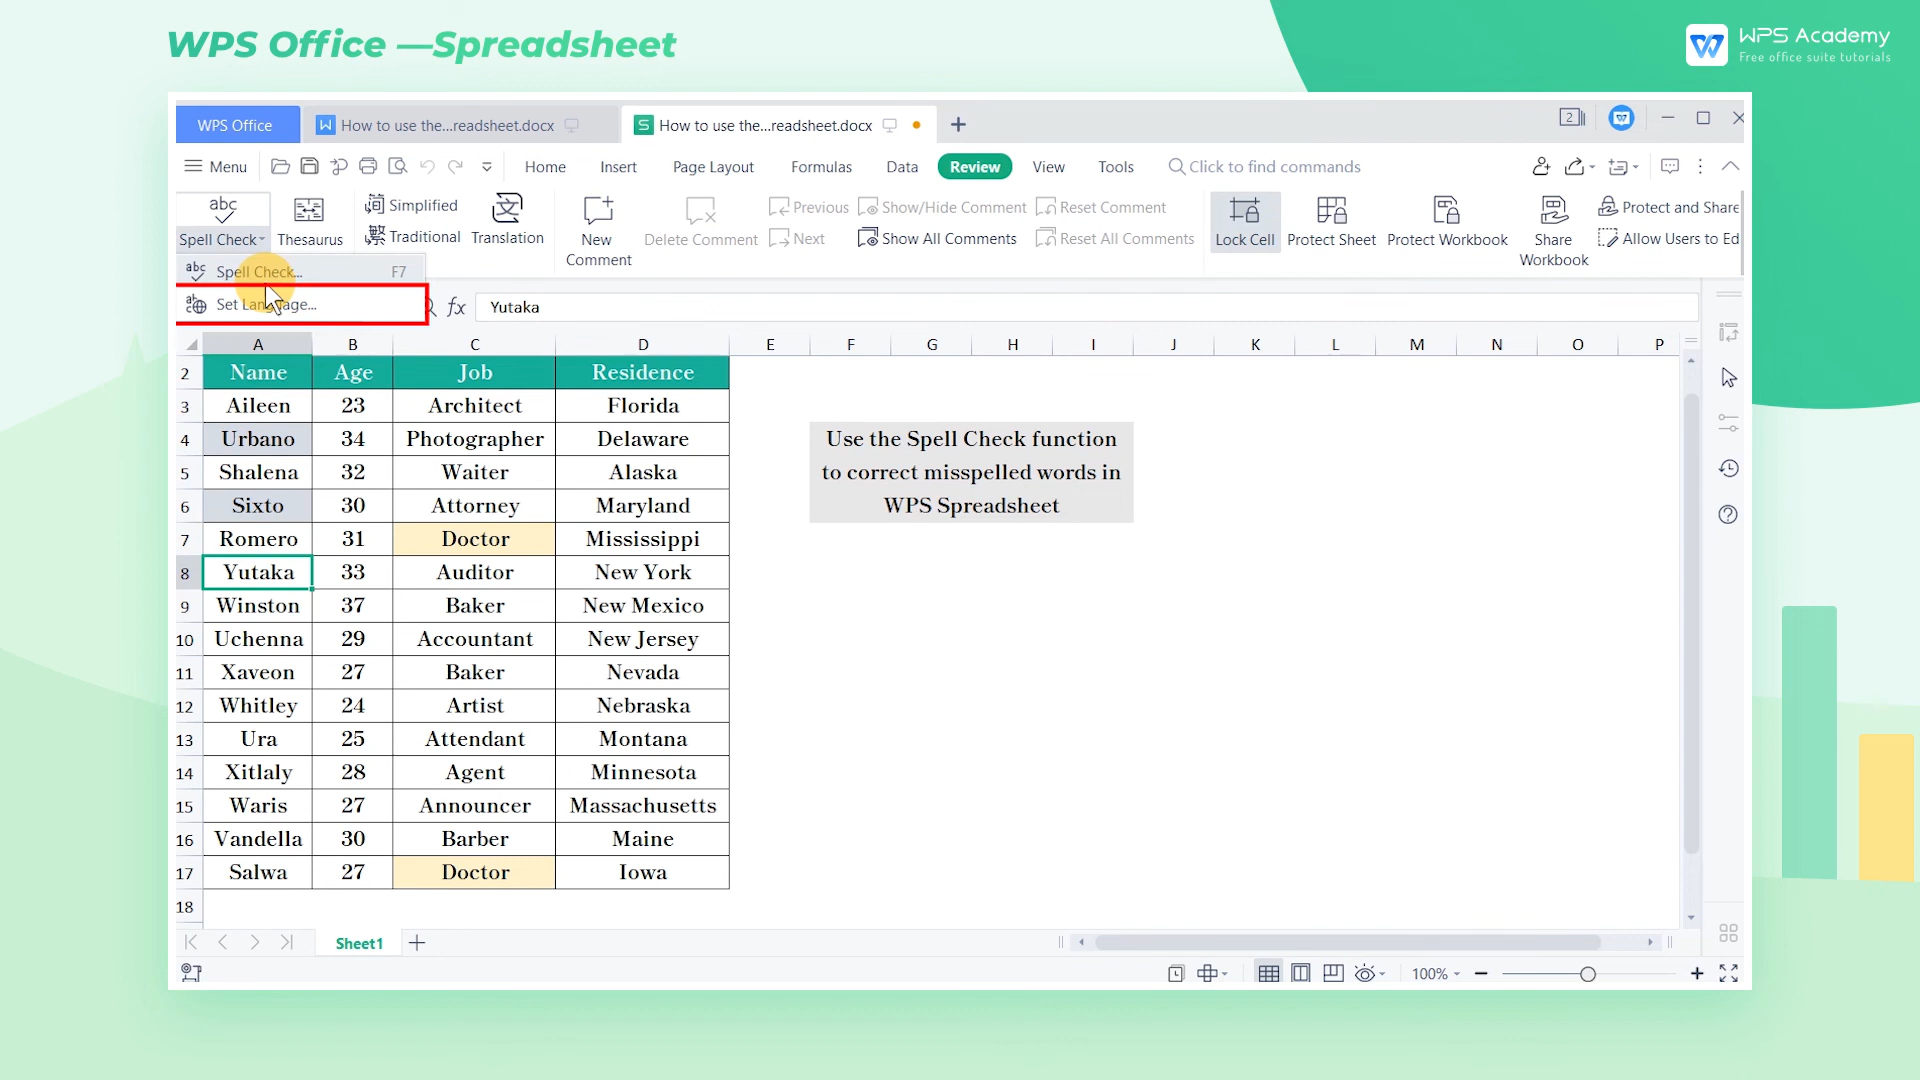 WPS Office —Spreadsheet
WPS Academy
Free office suite tutorials
WPS Office
How to use the...readsheet.docx
How to use the...readsheet.docx
2
Menu
Home
Insert
Page Layout
Formulas
Data
Review
View
Tools
Click to find commands
abc
Spell Check
Thesaurus
简 Simplified
繁 Traditional
Translation
New Comment
Delete Comment
Previous
Next
Show/Hide Comment
Show All Comments
Reset Comment
Reset All Comments
Lock Cell
Protect Sheet
Protect Workbook
Share Workbook
Protect and Share
Allow Users to Ed
abc Spell Check... F7
Set Language...
fx Yutaka
A B C D E F G H I J K L M N O P
2 Name Age Job Residence
3 Aileen 23 Architect Florida
4 Urbano 34 Photographer Delaware
5 Shalena 32 Waiter Alaska
6 Sixto 30 Attorney Maryland
7 Romero 31 Doctor Mississippi
8 Yutaka 33 Auditor New York
9 Winston 37 Baker New Mexico
10 Uchenna 29 Accountant New Jersey
11 Xaveon 27 Baker Nevada
12 Whitley 24 Artist Nebraska
13 Ura 25 Attendant Montana
14 Xitlaly 28 Agent Minnesota
15 Waris 27 Announcer Massachusetts
16 Vandella 30 Barber Maine
17 Salwa 27 Doctor Iowa
18
Use the Spell Check function
to correct misspelled words in
WPS Spreadsheet
Sheet1
100%